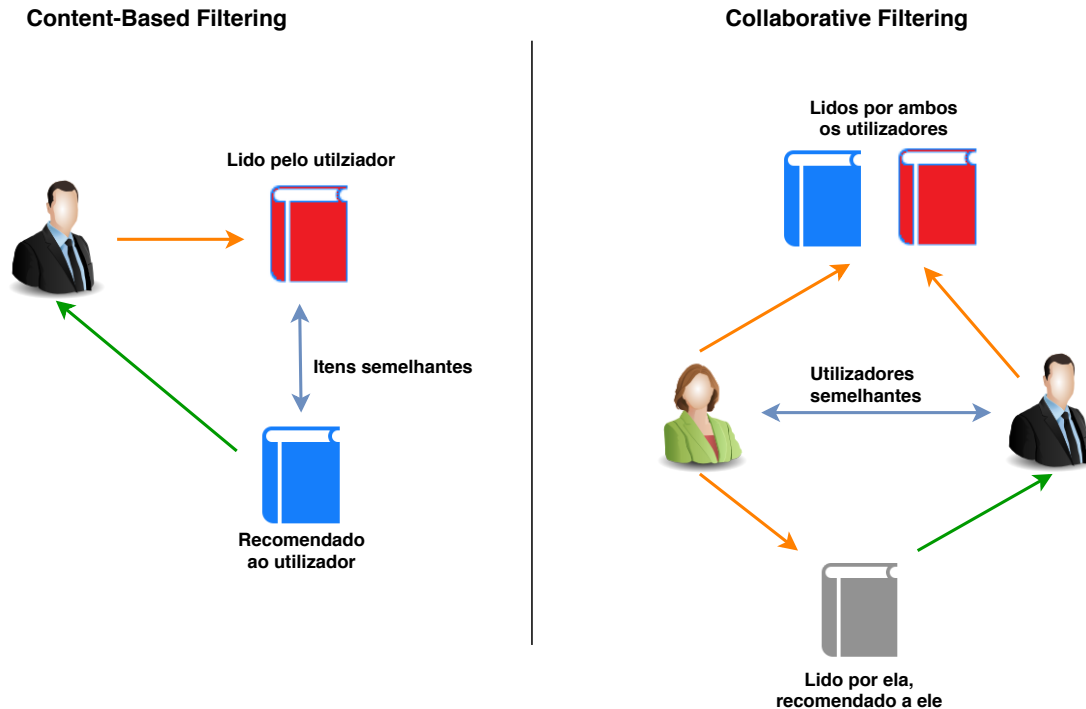 Content-Based Filtering
Lido pelo utilziador
Itens semelhantes
Recomendado
ao utilizador
Collaborative Filtering
Lidos por ambos
os utilizadores
Utilizadores
semelhantes
Lido por ela,
recomendado a ele